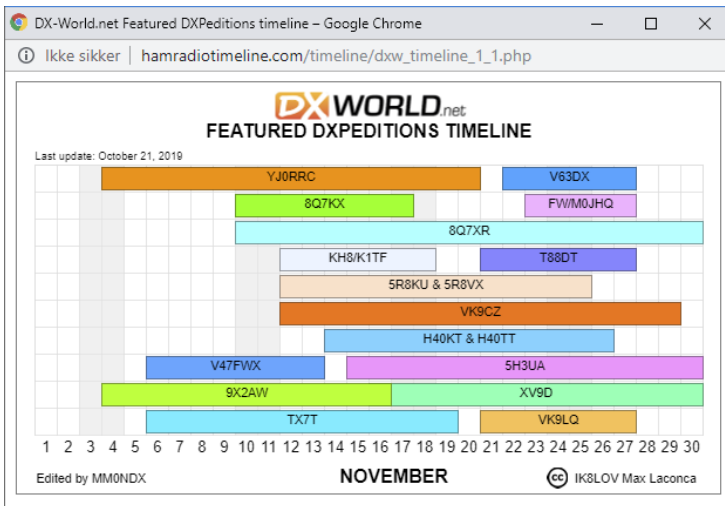 DX-World.net Featured DXPeditions timeline – Google Chrome
Ikke sikker | hamradiotimeline.com/timeline/dxw_timeline_1_1.php
DXWORLD.net
FEATURED DXPEDITIONS TIMELINE
Last update: October 21, 2019
YJ0RRC V63DX
8Q7KX FW/M0JHQ
8Q7XR
KH8/K1TF T88DT
5R8KU & 5R8VX
VK9CZ
H40KT & H40TT
V47FWX 5H3UA
9X2AW XV9D
TX7T VK9LQ
1 2 3 4 5 6 7 8 9 10 11 12 13 14 15 16 17 18 19 20 21 22 23 24 25 26 27 28 29 30
Edited by MM0NDX NOVEMBER cc IK8LOV Max Laconca